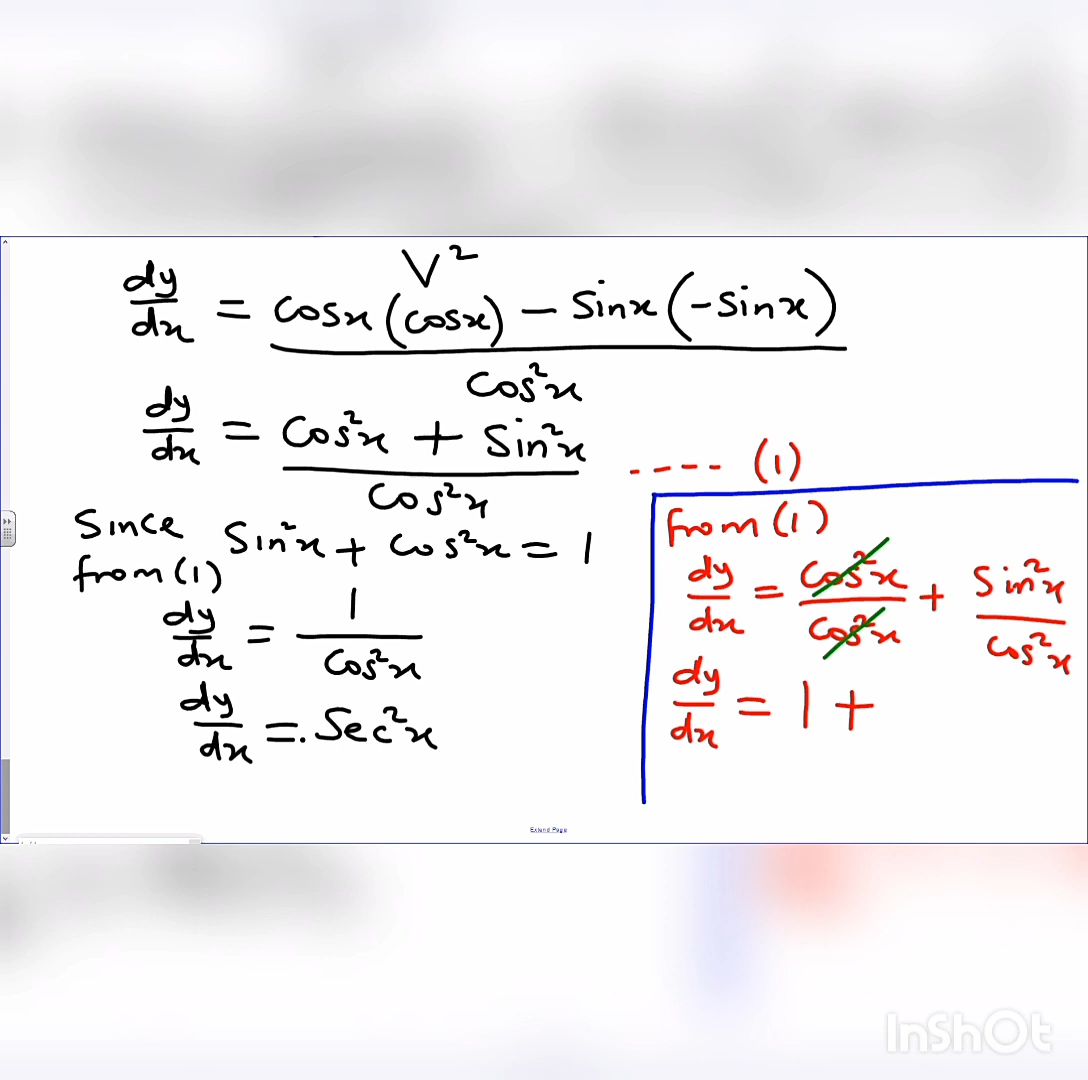 V²
dy/dx = cosx(cosx) - sinx(-sinx) / cos²x
dy/dx = cos²x + sin²x / cos²x ---- (1)
Since sin²x + cos²x = 1
from (1)
dy/dx = 1/cos²x
dy/dx =. sec²x
from (1)
dy/dx = cos²x/cos²x + sin²x/cos²x
dy/dx = 1 +
Extend Page
InShOt